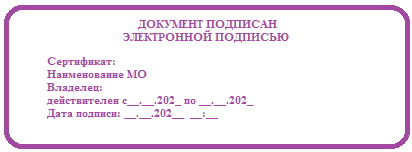 ДОКУМЕНТ ПОДПИСАН
ЭЛЕКТРОННОЙ ПОДПИСЬЮ
Сертификат:
Наименование МО
Владелец:
действителен с__.__.202_ по __.__.202_
Дата подписи: __.__.202__ __:__